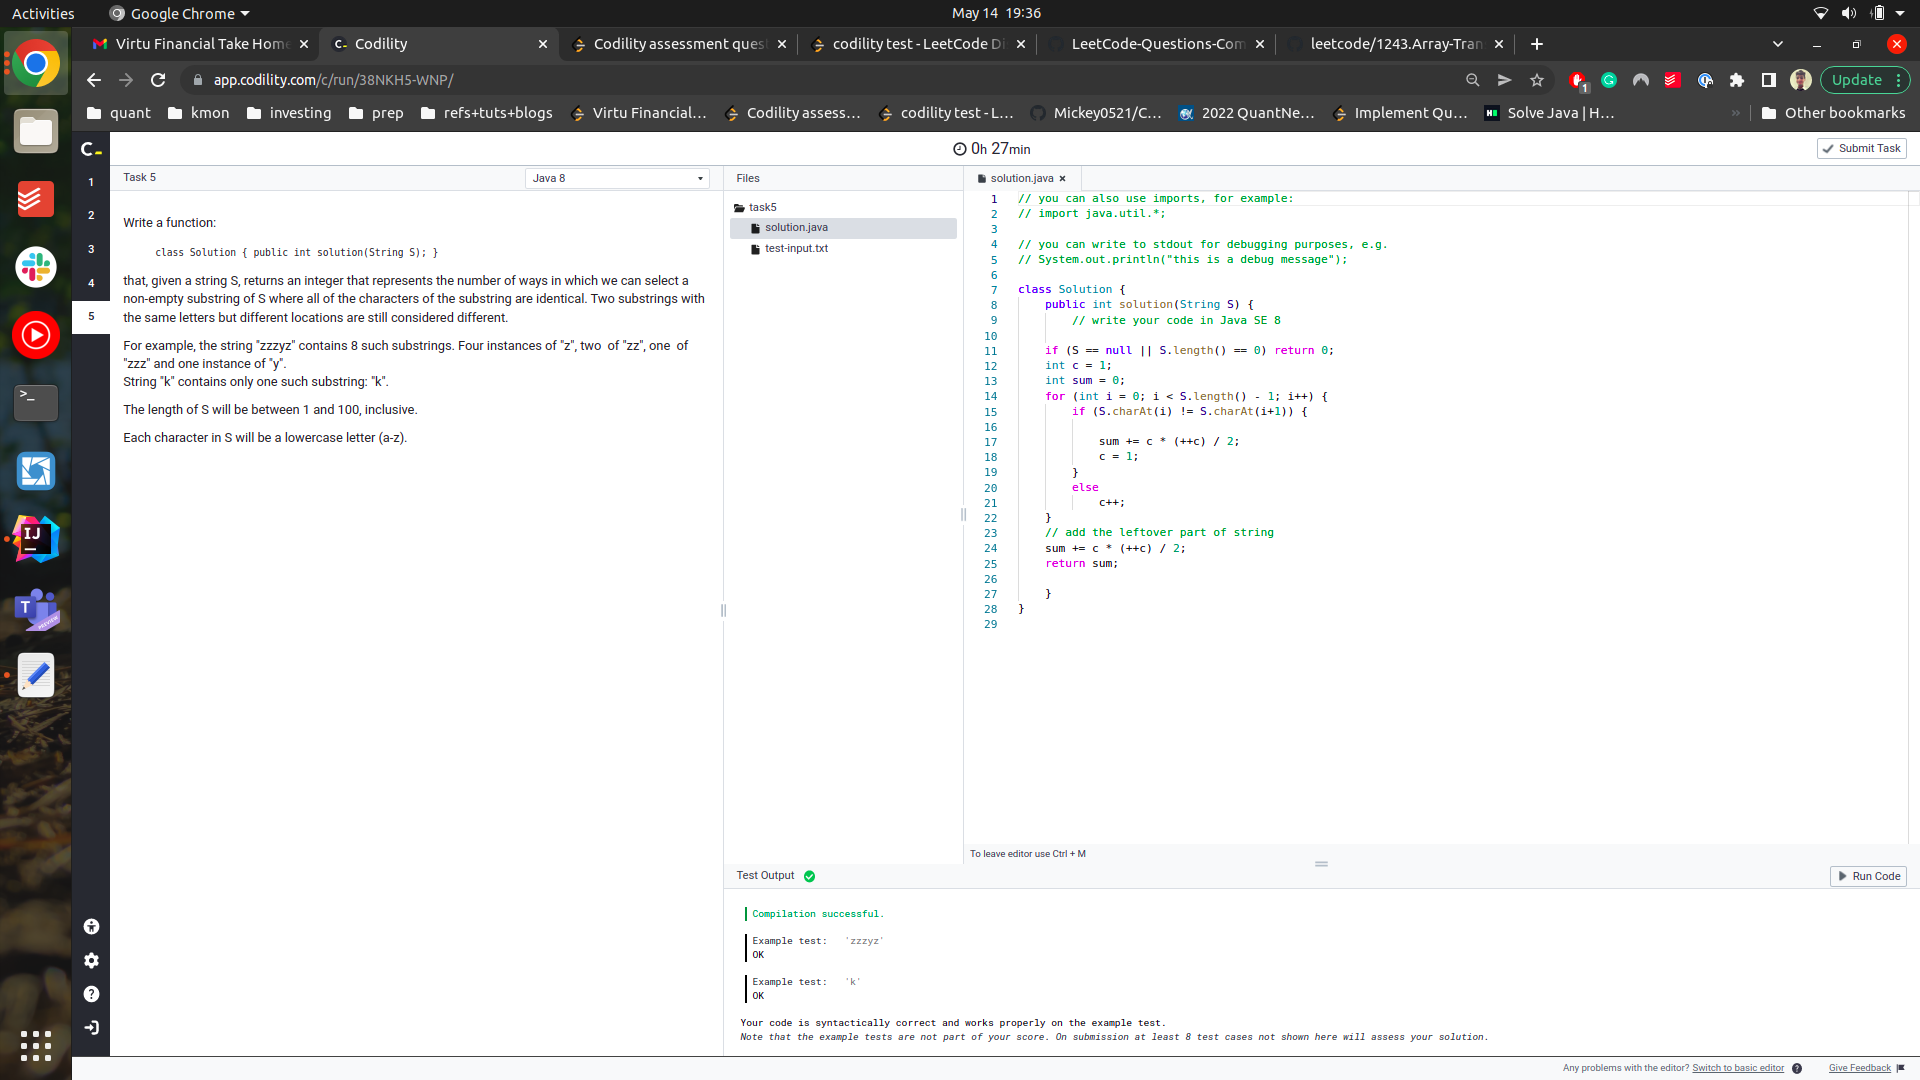 Activities
Google Chrome
May 14 19:36
Virtu Financial Take Home
Codility
Codility assessment ques
codility test - LeetCode Di
LeetCode-Questions-Com
leetcode/1243.Array-Tran
app.codility.com/c/run/38NKH5-WNP/
1
Update
quant
kmon
investing
prep
refs+tuts+blogs
Virtu Financial...
Codility assess...
codility test - L...
Mickey0521/C...
2022 QuantNe...
Implement Qu...
Solve Java | H...
»
Other bookmarks
C_
0h 27min
Submit Task
1
2
3
4
5
Task 5
Java 8
Write a function:
class Solution { public int solution(String S); }
that, given a string S, returns an integer that represents the number of ways in which we can select a
non-empty substring of S where all of the characters of the substring are identical. Two substrings with
the same letters but different locations are still considered different.
For example, the string "zzzyz" contains 8 such substrings. Four instances of "z", two of "zz", one of
"zzz" and one instance of "y".
String "k" contains only one such substring: "k".
The length of S will be between 1 and 100, inclusive.
Each character in S will be a lowercase letter (a-z).
Files
task5
solution.java
test-input.txt
solution.java ×
1 // you can also use imports, for example:
2 // import java.util.*;
3
4 // you can write to stdout for debugging purposes, e.g.
5 // System.out.println("this is a debug message");
6
7 class Solution {
8 public int solution(String S) {
9 // write your code in Java SE 8
10
11 if (S == null || S.length() == 0) return 0;
12 int c = 1;
13 int sum = 0;
14 for (int i = 0; i < S.length() - 1; i++) {
15 if (S.charAt(i) != S.charAt(i+1)) {
16
17 sum += c * (++c) / 2;
18 c = 1;
19 }
20 else
21 c++;
22 }
23 // add the leftover part of string
24 sum += c * (++c) / 2;
25 return sum;
26
27 }
28 }
29
To leave editor use Ctrl + M
Test Output
Run Code
Compilation successful.
Example test: 'zzzyz'
OK
Example test: 'k'
OK
Your code is syntactically correct and works properly on the example test.
Note that the example tests are not part of your score. On submission at least 8 test cases not shown here will assess your solution.
Any problems with the editor? Switch to basic editor
Give Feedback